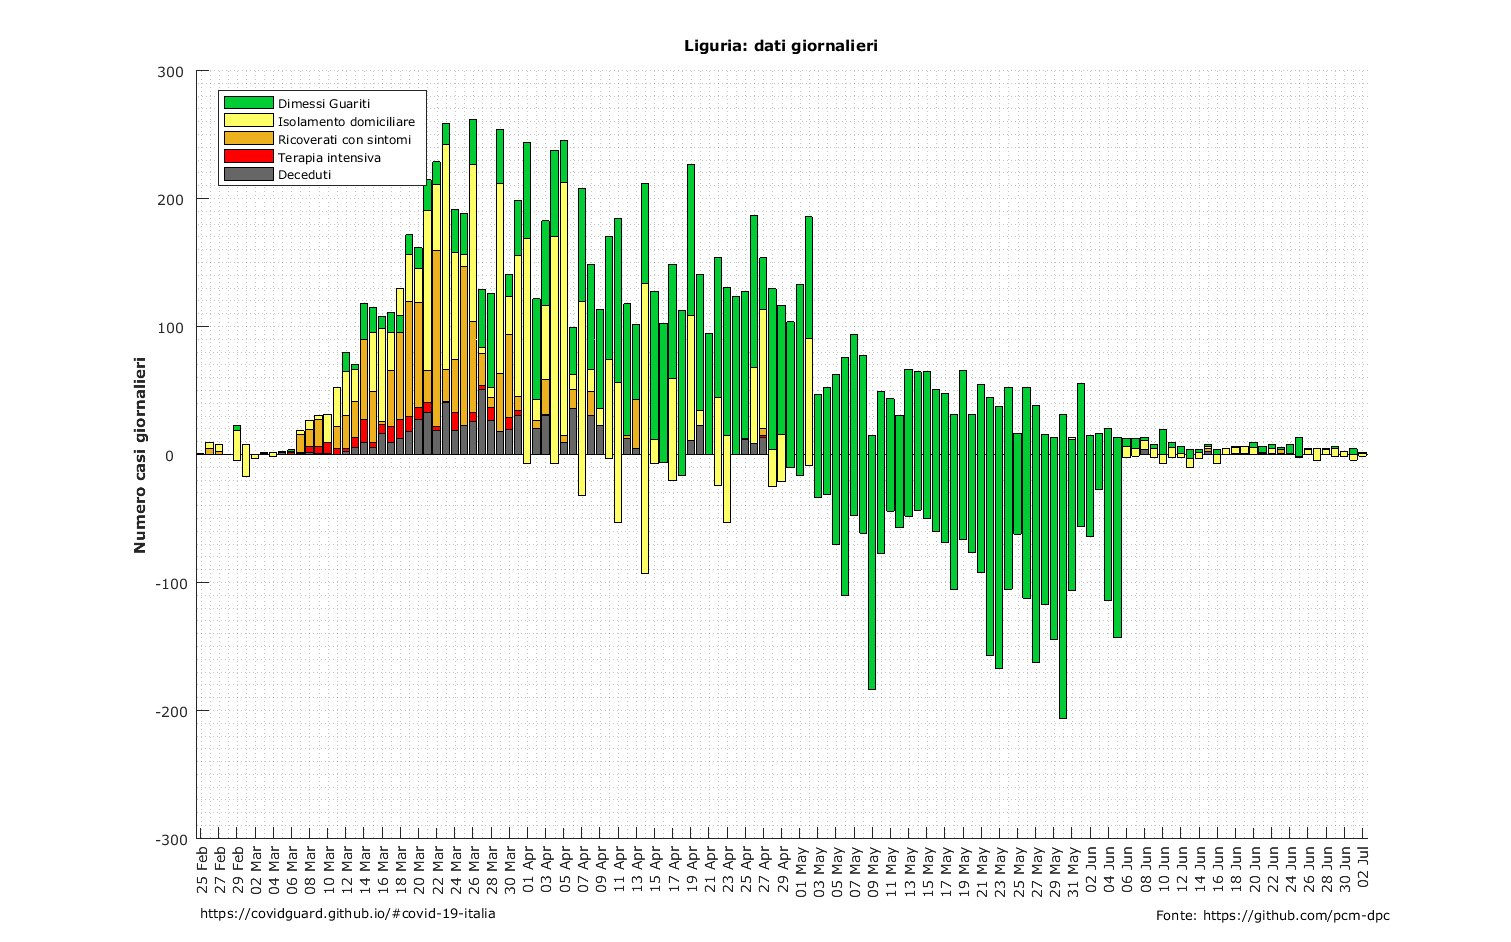 Liguria: dati giornalieri
300
200
100
0
-100
-200
-300
Numero casi giornalieri
Dimessi Guariti
Isolamento domiciliare
Ricoverati con sintomi
Terapia intensiva
Deceduti
25 Feb
27 Feb
29 Feb
02 Mar
04 Mar
06 Mar
08 Mar
10 Mar
12 Mar
14 Mar
16 Mar
18 Mar
20 Mar
22 Mar
24 Mar
26 Mar
28 Mar
30 Mar
01 Apr
03 Apr
05 Apr
07 Apr
09 Apr
11 Apr
13 Apr
15 Apr
17 Apr
19 Apr
21 Apr
23 Apr
25 Apr
27 Apr
29 Apr
01 May
03 May
05 May
07 May
09 May
11 May
13 May
15 May
17 May
19 May
21 May
23 May
25 May
27 May
29 May
31 May
02 Jun
04 Jun
06 Jun
08 Jun
10 Jun
12 Jun
14 Jun
16 Jun
18 Jun
20 Jun
22 Jun
24 Jun
26 Jun
28 Jun
30 Jun
02 Jul
https://covidguard.github.io/#covid-19-italia
Fonte: https://github.com/pcm-dpc